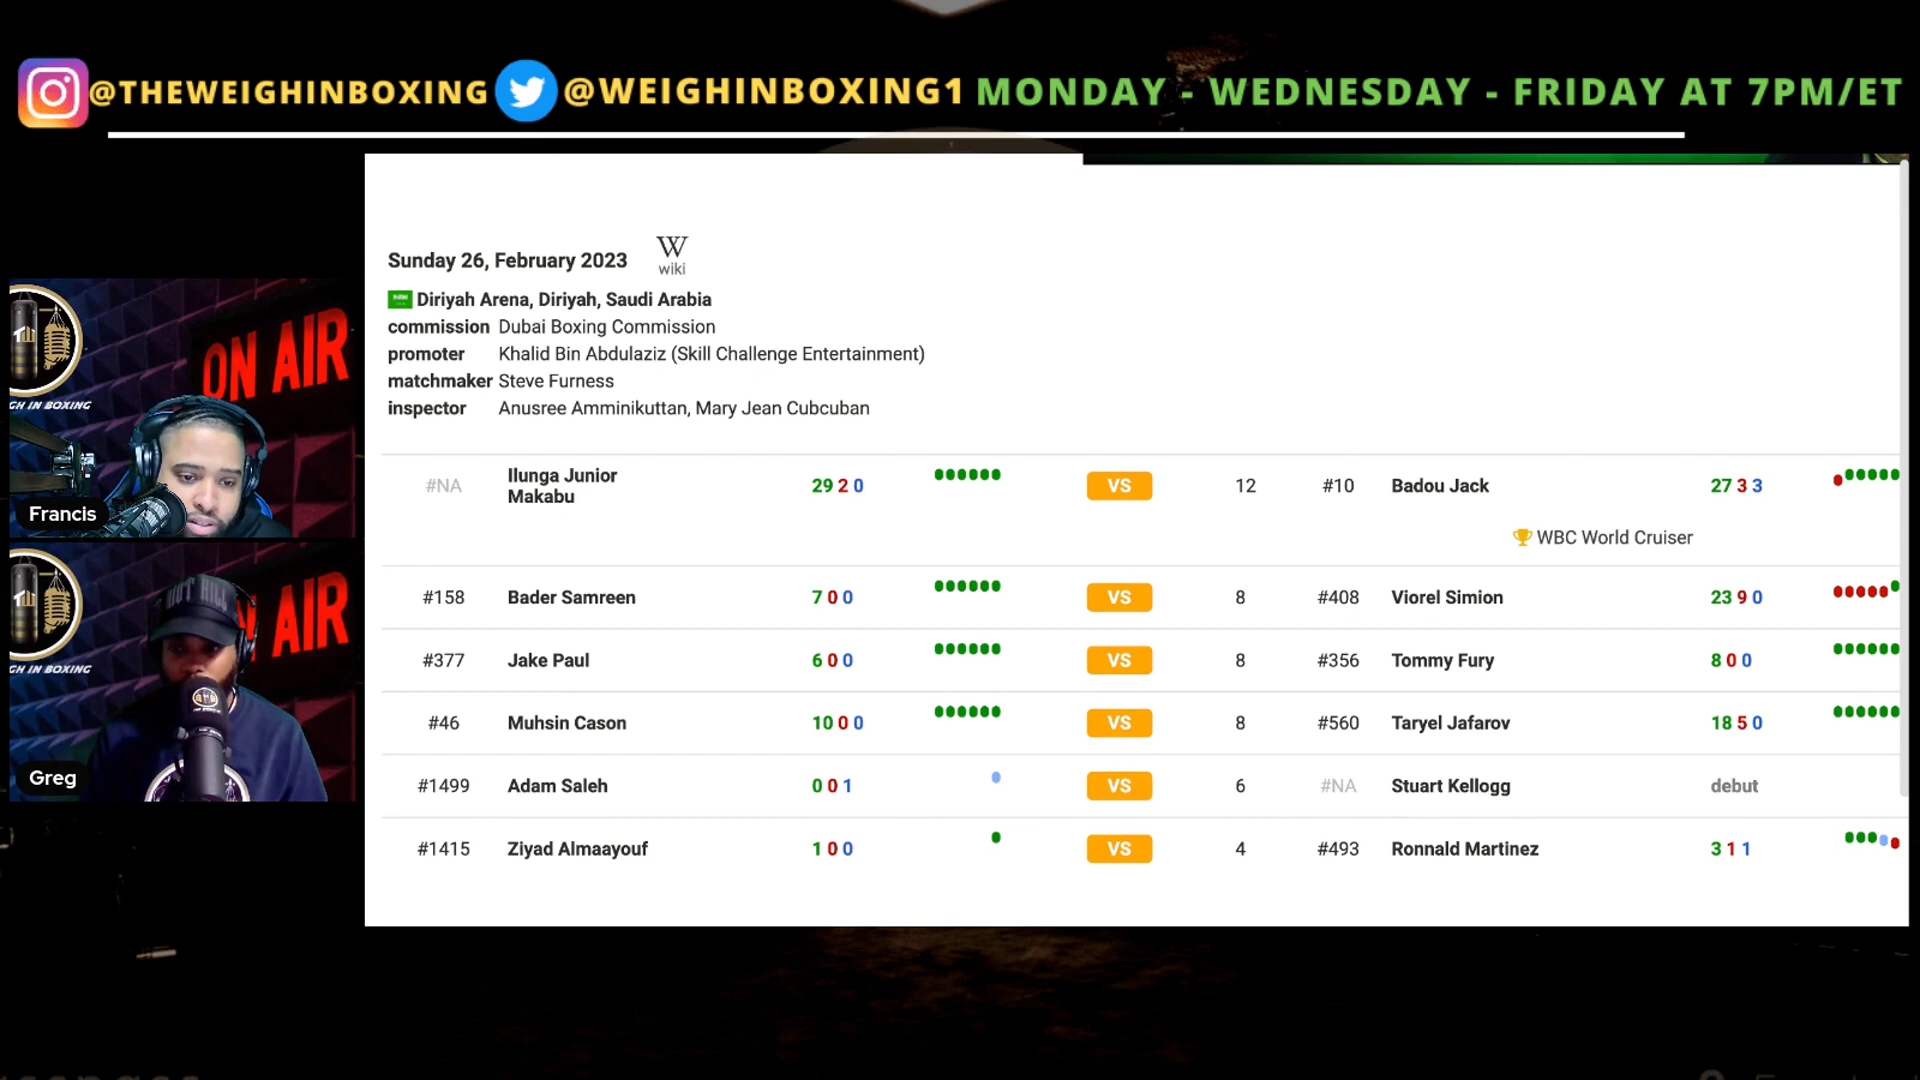 @THEWEIGHINBOXING @WEIGHINBOXING1 MONDAY - WEDNESDAY - FRIDAY AT 7PM/ET
Sunday 26, February 2023
W
wiki
Diriyah Arena, Diriyah, Saudi Arabia
commission Dubai Boxing Commission
promoter Khalid Bin Abdulaziz (Skill Challenge Entertainment)
matchmaker Steve Furness
inspector Anusree Amminikuttan, Mary Jean Cubcuban
#NA Ilunga Junior Makabu 29 2 0 VS 12 #10 Badou Jack 27 3 3
WBC World Cruiser
#158 Bader Samreen 7 0 0 VS 8 #408 Viorel Simion 23 9 0
#377 Jake Paul 6 0 0 VS 8 #356 Tommy Fury 8 0 0
#46 Muhsin Cason 10 0 0 VS 8 #560 Taryel Jafarov 18 5 0
#1499 Adam Saleh 0 0 1 VS 6 #NA Stuart Kellogg debut
#1415 Ziyad Almaayouf 1 0 0 VS 4 #493 Ronnald Martinez 3 1 1
ON AIR
GH IN BOXING
Francis
AIR
GH IN BOXING
Greg